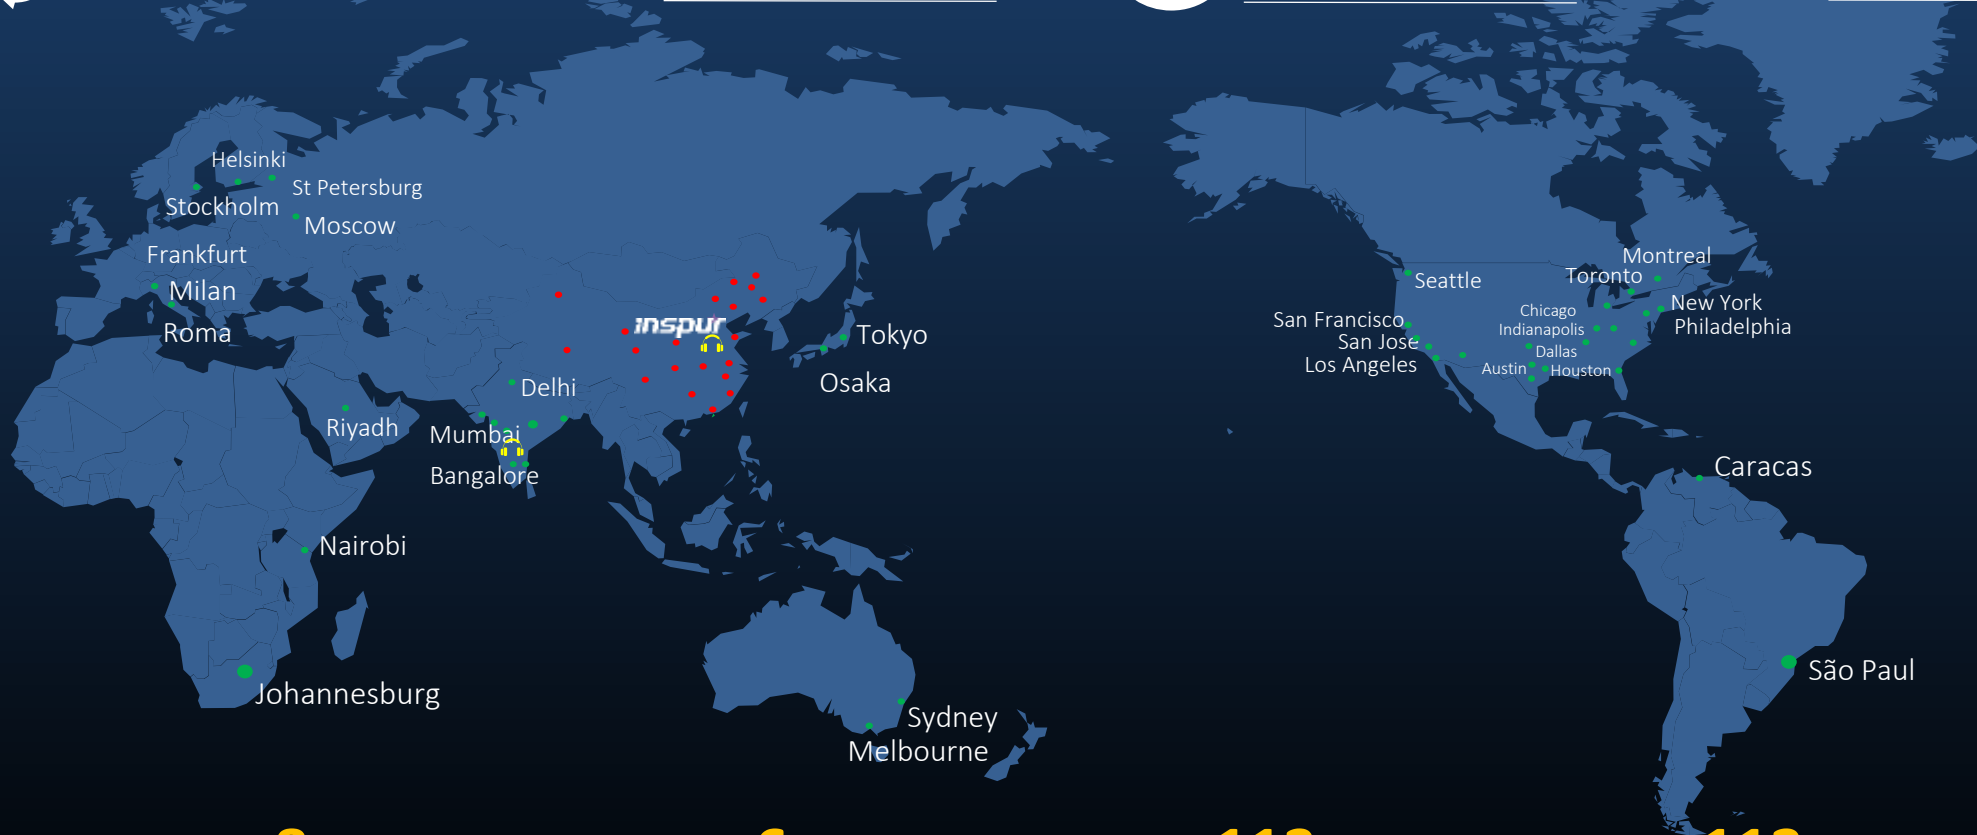 Helsinki
St Petersburg
Stockholm
Moscow
Frankfurt
Milan
Roma
inspur
Tokyo
Osaka
Delhi
Riyadh
Mumbai
Bangalore
Nairobi
Johannesburg
Sydney
Melbourne
Montreal
Toronto
Seattle
Chicago
New York
San Francisco
Indianapolis
Philadelphia
San Jose
Dallas
Los Angeles
Austin
Houston
Caracas
São Paul